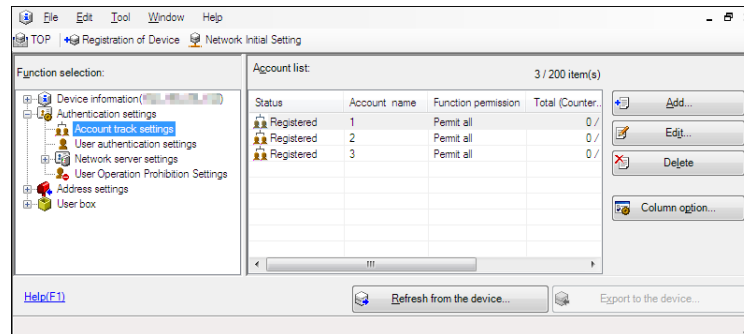 File Edit Tool Window Help
TOP Registration of Device Network Initial Setting
Function selection:
Device information( )
Authentication settings
Account track settings
User authentication settings
Network server settings
User Operation Prohibition Settings
Address settings
User box
Account list:
3 / 200 item(s)
Status Account name Function permission Total (Counter..
Registered 1 Permit all 0 /
Registered 2 Permit all 0 /
Registered 3 Permit all 0 /
Add...
Edit...
Delete
Column option...
Help(F1)
Refresh from the device...
Export to the device...